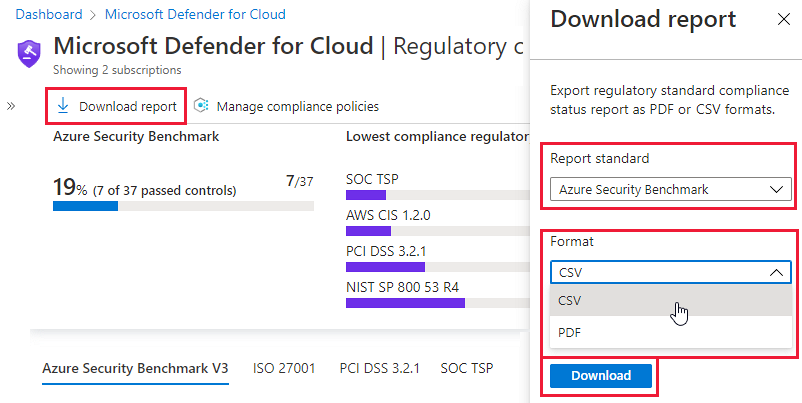 Dashboard > Microsoft Defender for Cloud
Microsoft Defender for Cloud | Regulatory c
Showing 2 subscriptions
Download report
Manage compliance policies
Azure Security Benchmark
19% (7 of 37 passed controls)
7/37
Lowest compliance regulator
SOC TSP
AWS CIS 1.2.0
PCI DSS 3.2.1
NIST SP 800 53 R4
Azure Security Benchmark V3
ISO 27001
PCI DSS 3.2.1
SOC TSP
Download report
Export regulatory standard compliance
status report as PDF or CSV formats.
Report standard
Azure Security Benchmark
Format
CSV
CSV
PDF
Download